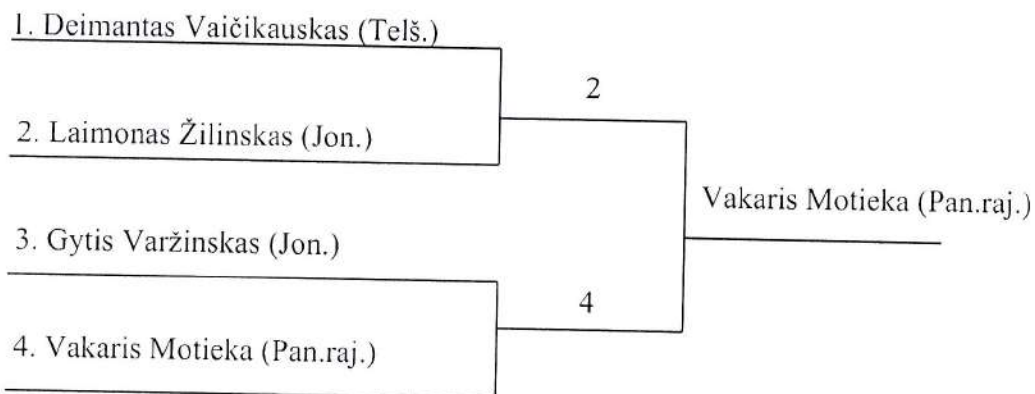 1. Deimantas Vaičikauskas (Telš.)
2
2. Laimonas Žilinskas (Jon.)
Vakaris Motieka (Pan.raj.)
3. Gytis Varžinskas (Jon.)
4
4. Vakaris Motieka (Pan.raj.)